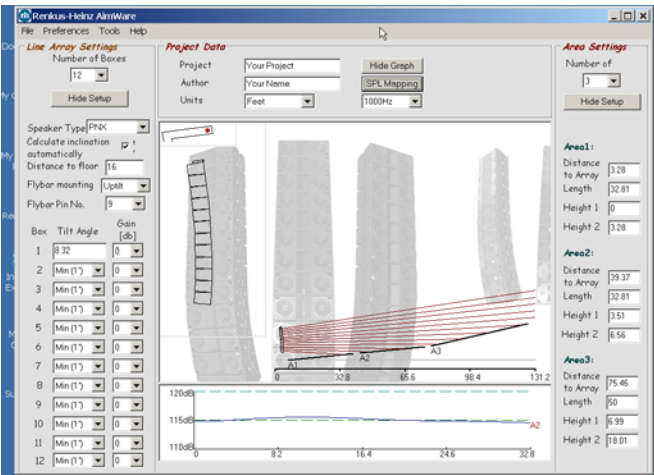 Renkus-Heinz AimWare
File Preferences Tools Help
Line Array Settings
Number of Boxes
12
Hide Setup
Speaker Type PNX
Calculate inclination
automatically
Distance to floor 16
Flybar mounting Uptilt
Flybar Pin No. 9
Box Tilt Angle Gain
[db]
1 8.32 0
2 Min (1°) 0
3 Min (1°) 0
4 Min (1°) 0
5 Min (1°) 0
6 Min (1°) 0
7 Min (1°) 0
8 Min (1°) 0
9 Min (1°) 0
10 Min (1°) 0
11 Min (1°) 0
12 Min (1°) 0
Project Data
Project Your Project Hide Graph
Author Your Name SPL Mapping
Units Feet 1000Hz
A1 A2 A3
0 32.8 65.6 98.4 131.2
120dB
115dB
A2
110dB
0 8.2 16.4 24.6 32.8
Area Settings
Number of
3
Hide Setup
Area1:
Distance
to Array 3.28
Length 32.81
Height 1 0
Height 2 3.28
Area2:
Distance
to Array 39.37
Length 32.81
Height 1 3.51
Height 2 6.56
Area3:
Distance
to Array 75.46
Length 50
Height 1 6.99
Height 2 18.01